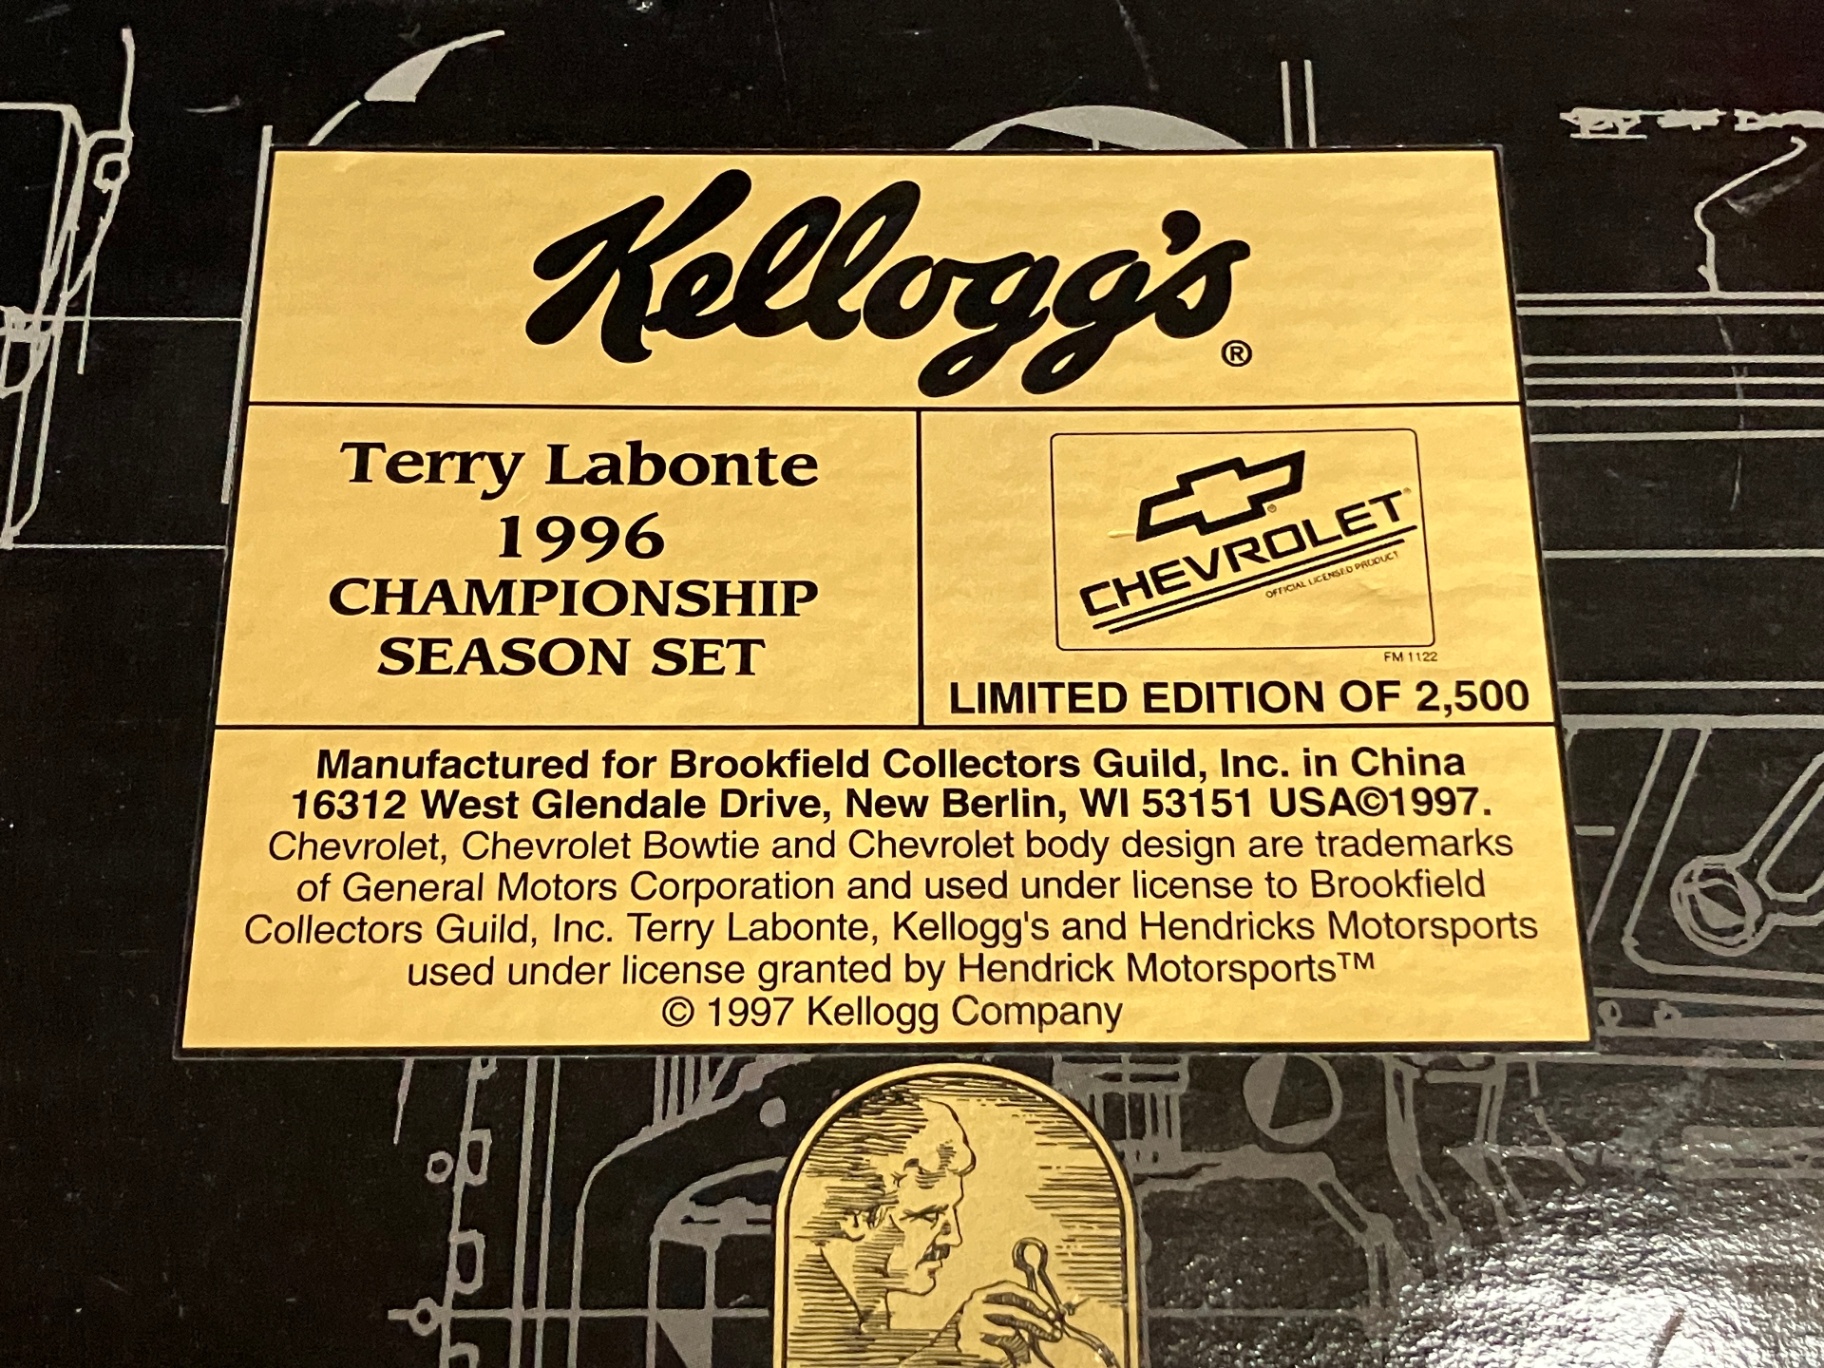 Kellogg's®
Terry Labonte
1996
CHAMPIONSHIP
SEASON SET
CHEVROLET®
OFFICIAL LICENSED PRODUCT
FM 1122
LIMITED EDITION OF 2,500
Manufactured for Brookfield Collectors Guild, Inc. in China
16312 West Glendale Drive, New Berlin, WI 53151 USA©1997.
Chevrolet, Chevrolet Bowtie and Chevrolet body design are trademarks
of General Motors Corporation and used under license to Brookfield
Collectors Guild, Inc. Terry Labonte, Kellogg's and Hendricks Motorsports
used under license granted by Hendrick Motorsports™
© 1997 Kellogg Company